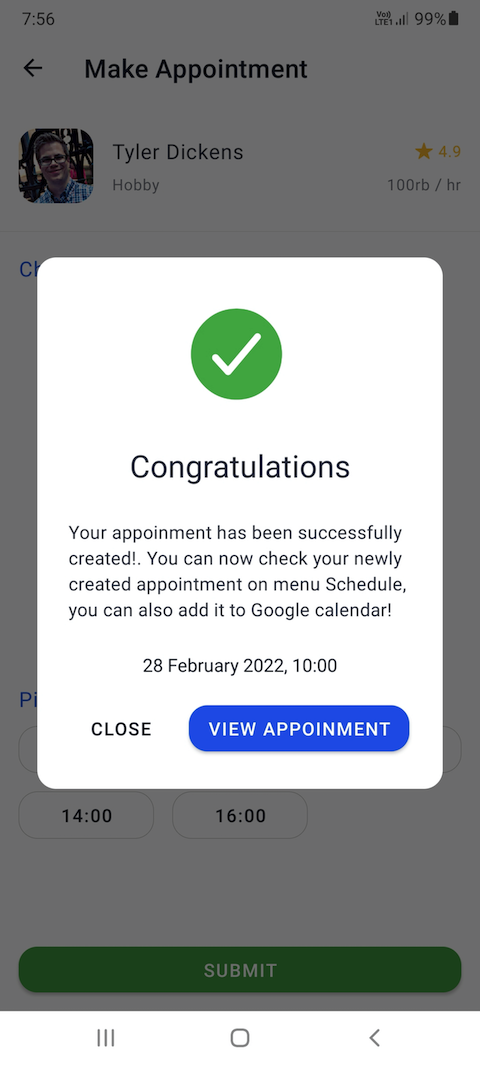 7:56
Vo)) LTE1 99%
Make Appointment
Tyler Dickens
4.9
Hobby
100rb / hr
Congratulations
Your appoinment has been successfully
created!. You can now check your newly
created appointment on menu Schedule,
you can also add it to Google calendar!
28 February 2022, 10:00
CLOSE
VIEW APPOINMENT
14:00
16:00
SUBMIT